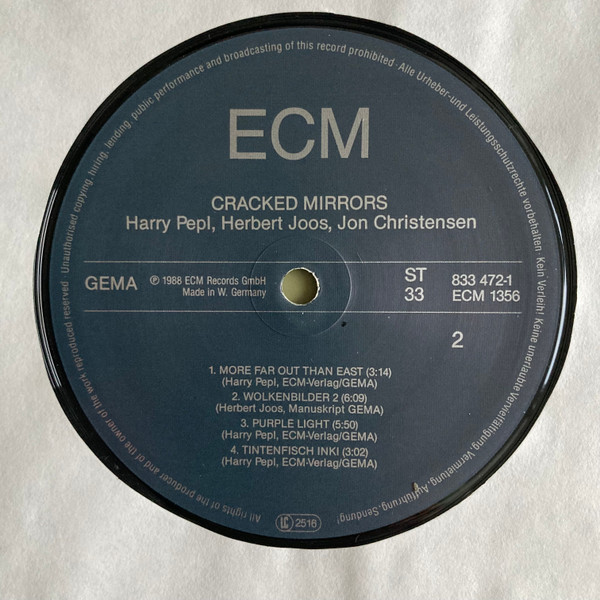 ECM
CRACKED MIRRORS
Harry Pepl, Herbert Joos, Jon Christensen
GEMA
℗ 1988 ECM Records GmbH
Made in W. Germany
ST
33
833 472-1
ECM 1356
2
1. MORE FAR OUT THAN EAST (3:14)
(Harry Pepl, ECM-Verlag/GEMA)
2. WOLKENBILDER 2 (6:09)
(Herbert Joos, Manuskript GEMA)
3. PURPLE LIGHT (5:50)
(Harry Pepl, ECM-Verlag/GEMA)
4. TINTENFISCH INKI (3:02)
(Harry Pepl, ECM-Verlag/GEMA)
LC 2516
All rights of the producer and of the owner of the work reproduced reserved · Unauthorised copying, hiring, lending, public performance and broadcasting of this record prohibited · Alle Urheber- und Leistungsschutzrechte vorbehalten · Kein Verleih! Keine unerlaubte Vervielfältigung, Vermietung, Aufführung, Sendung!